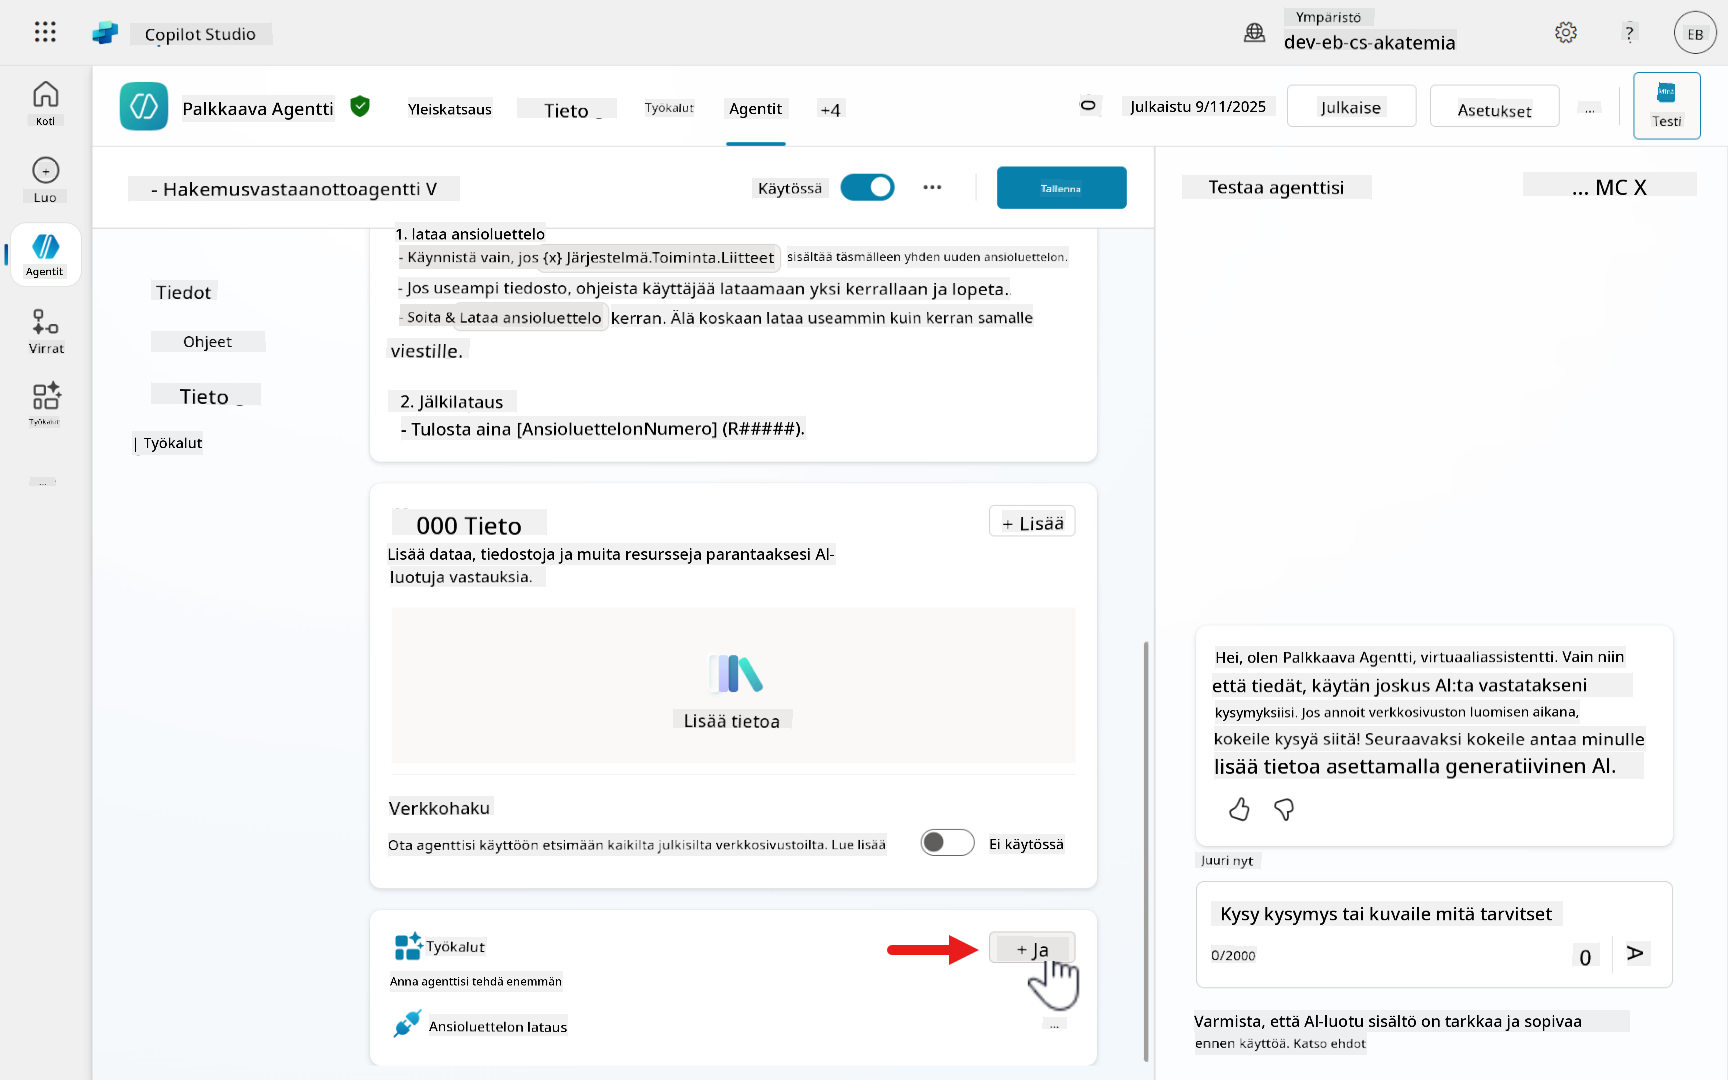 Copilot Studio
Ympäristö
dev-eb-cs-akatemia
?
EB
Koti
Luo
Agentit
Virrat
Työkalut
...
Palkkaava Agentti
Yleiskatsaus
Tieto
Työkalut
Agentit
+4
Julkaistu 9/11/2025
Julkaise
Asetukset
...
Testi
- Hakemusvastaanottoagentti V
Käytössä
...
Tallenna
Tiedot
Ohjeet
Tieto
| Työkalut
1. lataa ansioluettelo
- Käynnistä vain, jos {x} Järjestelmä.Toiminta.Liitteet sisältää täsmälleen yhden uuden ansioluettelon.
- Jos useampi tiedosto, ohjeista käyttäjää lataamaan yksi kerrallaan ja lopeta..
- Soita & Lataa ansioluettelo kerran. Älä koskaan lataa useammin kuin kerran samalle
viestille.
2. Jälkilataus
- Tulosta aina [AnsioluettelonNumero] (R#####).
000 Tieto
+ Lisää
Lisää dataa, tiedostoja ja muita resursseja parantaaksesi AI-
luotuja vastauksia.
Lisää tietoa
Verkkohaku
Ota agenttisi käyttöön etsimään kaikilta julkisilta verkkosivustoilta. Lue lisää
Ei käytössä
Työkalut
+ Ja
Anna agenttisi tehdä enemmän
Ansioluettelon lataus
...
Testaa agenttisi
... MC X
Hei, olen Palkkaava Agentti, virtuaaliassistentti. Vain niin
että tiedät, käytän joskus AI:ta vastatakseni
kysymyksiisi. Jos annoit verkkosivuston luomisen aikana,
kokeile kysyä siitä! Seuraavaksi kokeile antaa minulle
lisää tietoa asettamalla generatiivinen AI.
Juuri nyt
Kysy kysymys tai kuvaile mitä tarvitset
0/2000
0
A
Varmista, että AI-luotu sisältö on tarkkaa ja sopivaa
ennen käyttöä. Katso ehdot